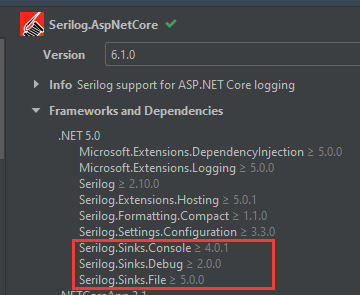 Serilog.AspNetCore
Version 6.1.0
Info Serilog support for ASP.NET Core logging
Frameworks and Dependencies
.NET 5.0
Microsoft.Extensions.DependencyInjection ≥ 5.0.0
Microsoft.Extensions.Logging ≥ 5.0.0
Serilog ≥ 2.10.0
Serilog.Extensions.Hosting ≥ 5.0.1
Serilog.Formatting.Compact ≥ 1.1.0
Serilog.Settings.Configuration ≥ 3.3.0
Serilog.Sinks.Console ≥ 4.0.1
Serilog.Sinks.Debug ≥ 2.0.0
Serilog.Sinks.File ≥ 5.0.0
.NETCoreApp 3.1